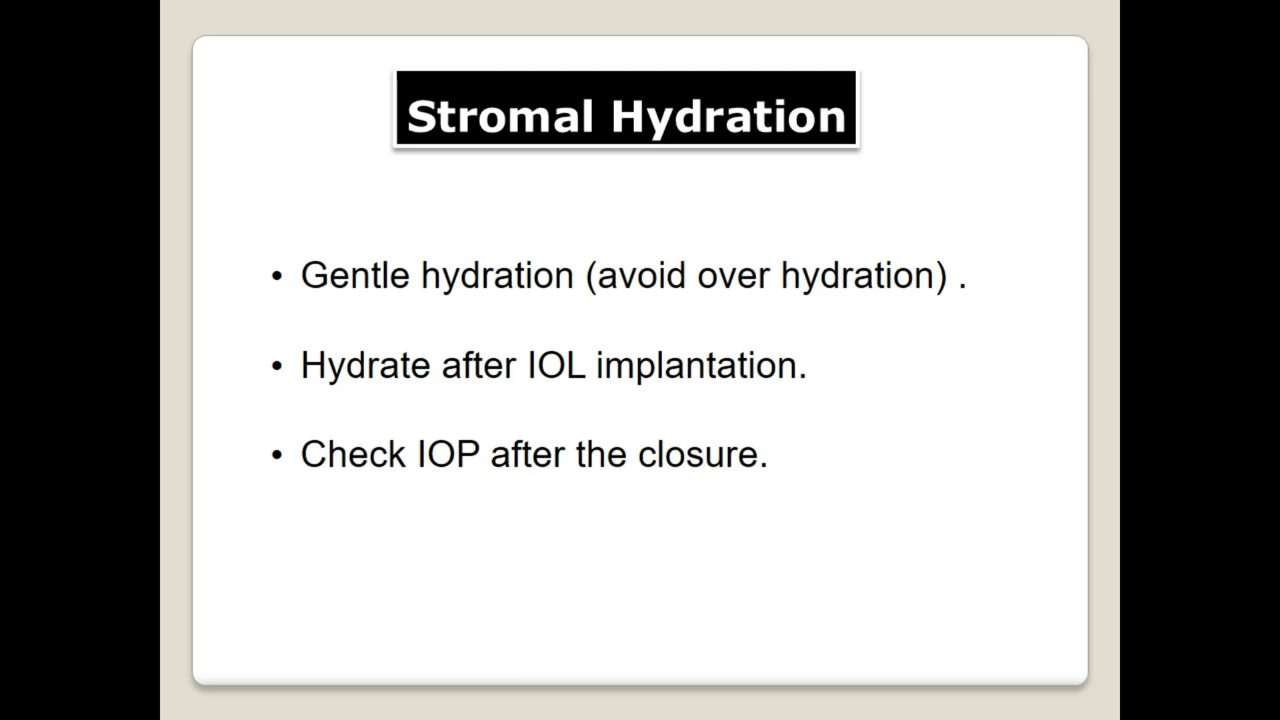 Stromal Hydration
• Gentle hydration (avoid over hydration) .
• Hydrate after IOL implantation.
• Check IOP after the closure.